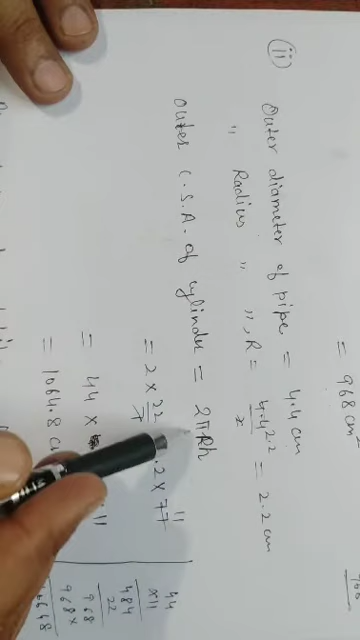 = 968 cm²
(ii) Outer diameter of pipe = 4.4 cm
" Radius " ", R = 4.4 2.2 / 2 = 2.2 cm
Outer C.S.A. of cylinder = 2πRh
= 2 × 22/7 .2 × 77 11
= 44 × 11
= 1064.8 c
44
×11
484
22
968
968×
10648